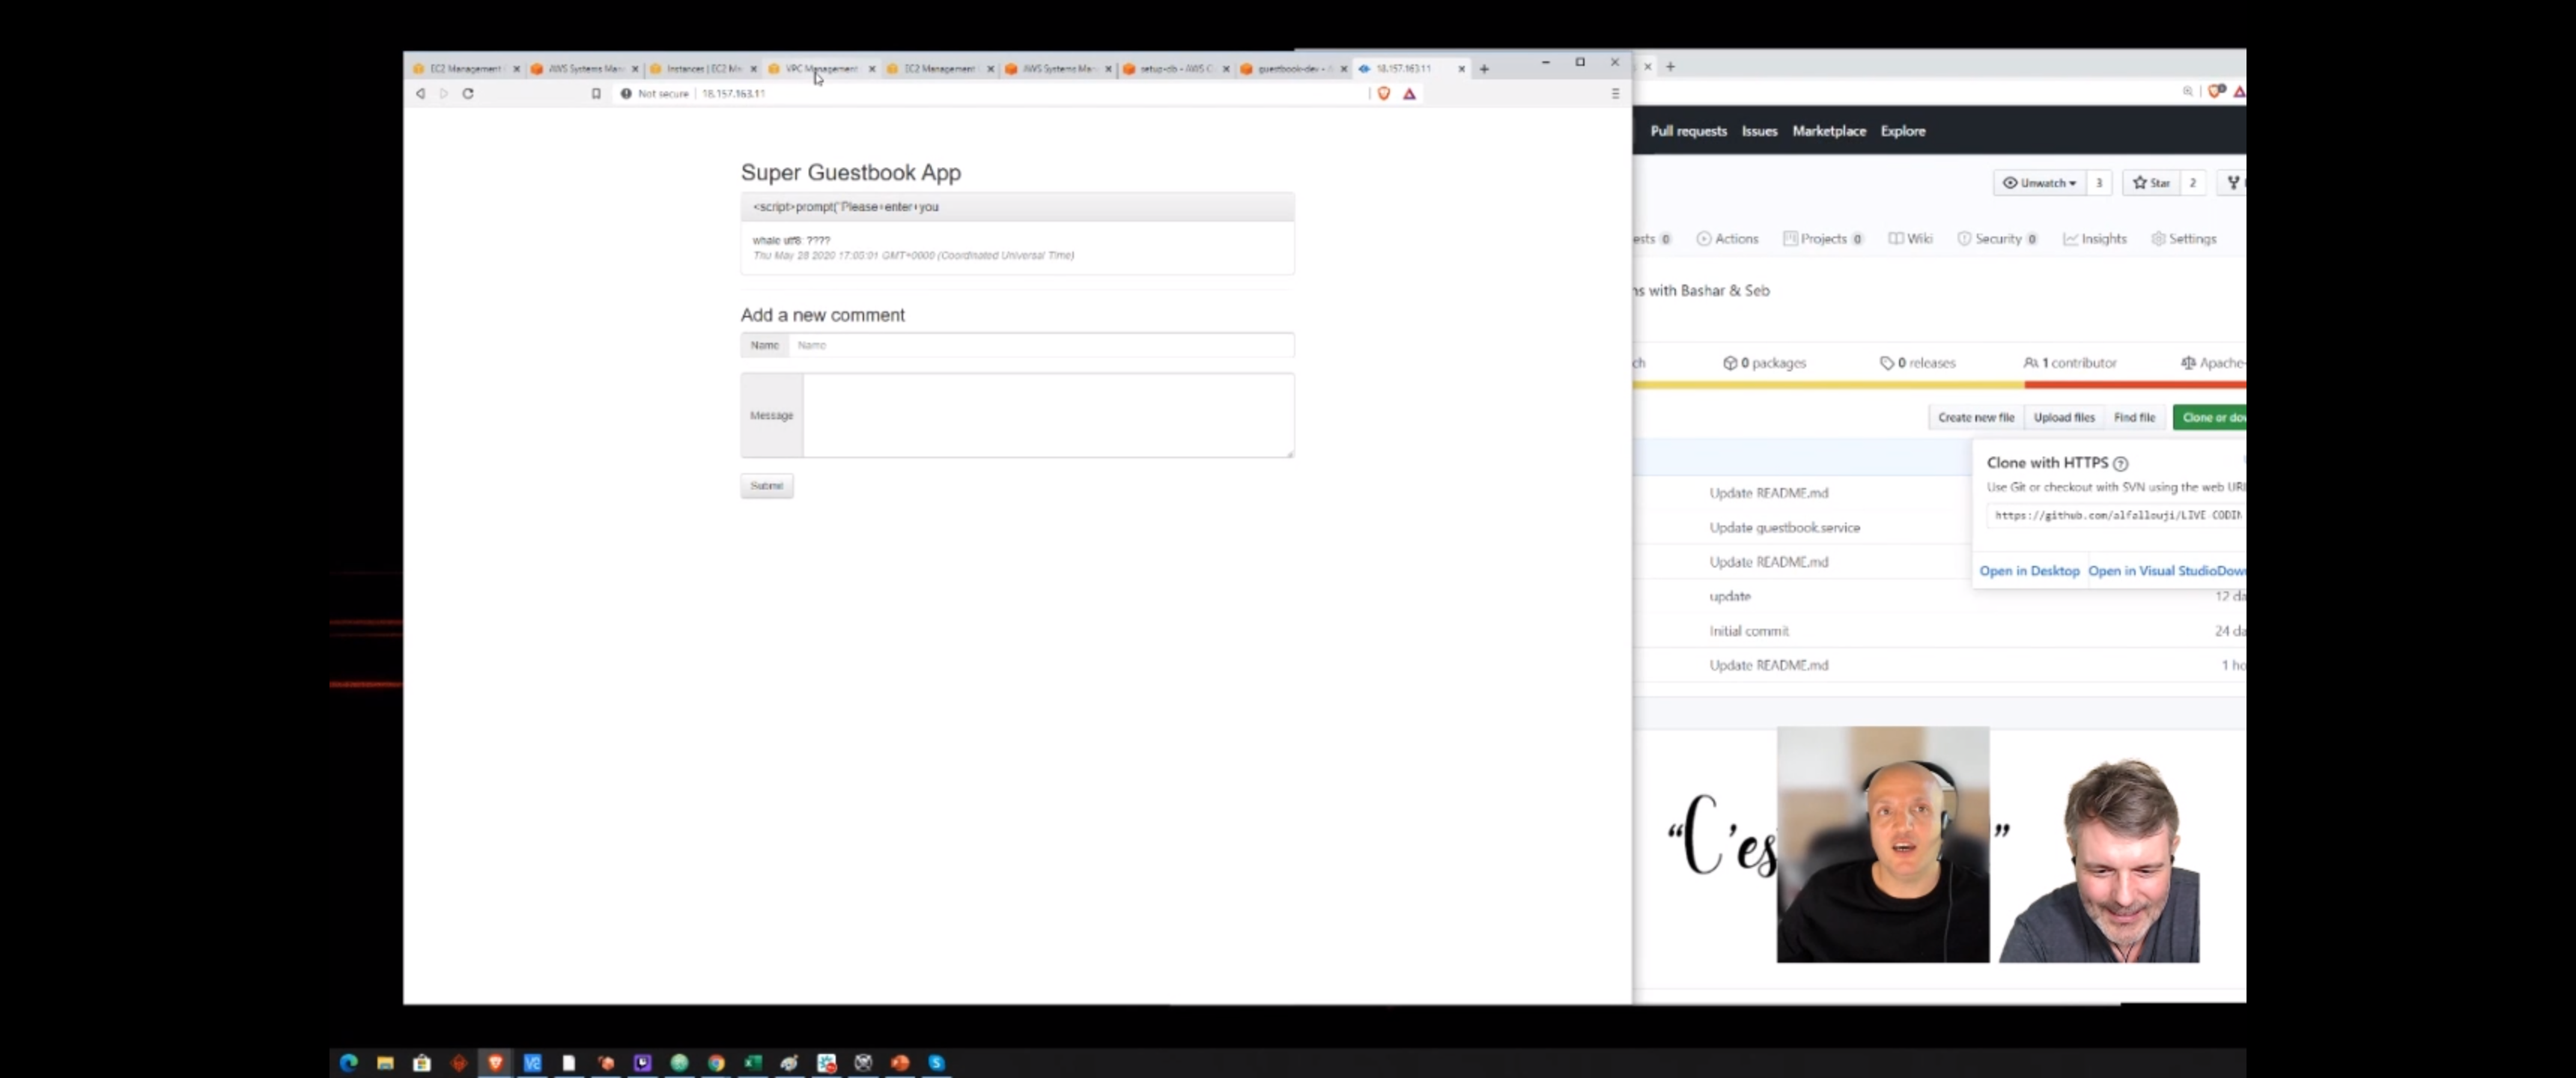 EC2 Management
AWS Systems Man
Instances | EC2 M
VPC Management
EC2 Management
AWS Systems Ma
setup-db - AWS C
guestbook-dev -
18.157.163.11
Not secure | 18.157.163.11
Super Guestbook App
<script>prompt("Please+enter+you
whale utf8: ????
Thu May 28 2020 17:05:01 GMT+0000 (Coordinated Universal Time)
Add a new comment
Name
Name
Message
Submit
Pull requests Issues Marketplace Explore
Unwatch 3 Star 2
ests 0 Actions Projects 0 Wiki Security 0 Insights Settings
ns with Bashar & Seb
ch 0 packages 0 releases 1 contributor Apache-
Create new file Upload files Find file Clone or dow
Clone with HTTPS
Use Git or checkout with SVN using the web URL
https://github.com/alfallouji/LIVE-CODIN
Open in Desktop Open in Visual Studio Dow
Update README.md
Update guestbook.service
Update README.md
update 12 da
Initial commit 24 da
Update README.md 1 ho
"C'es "